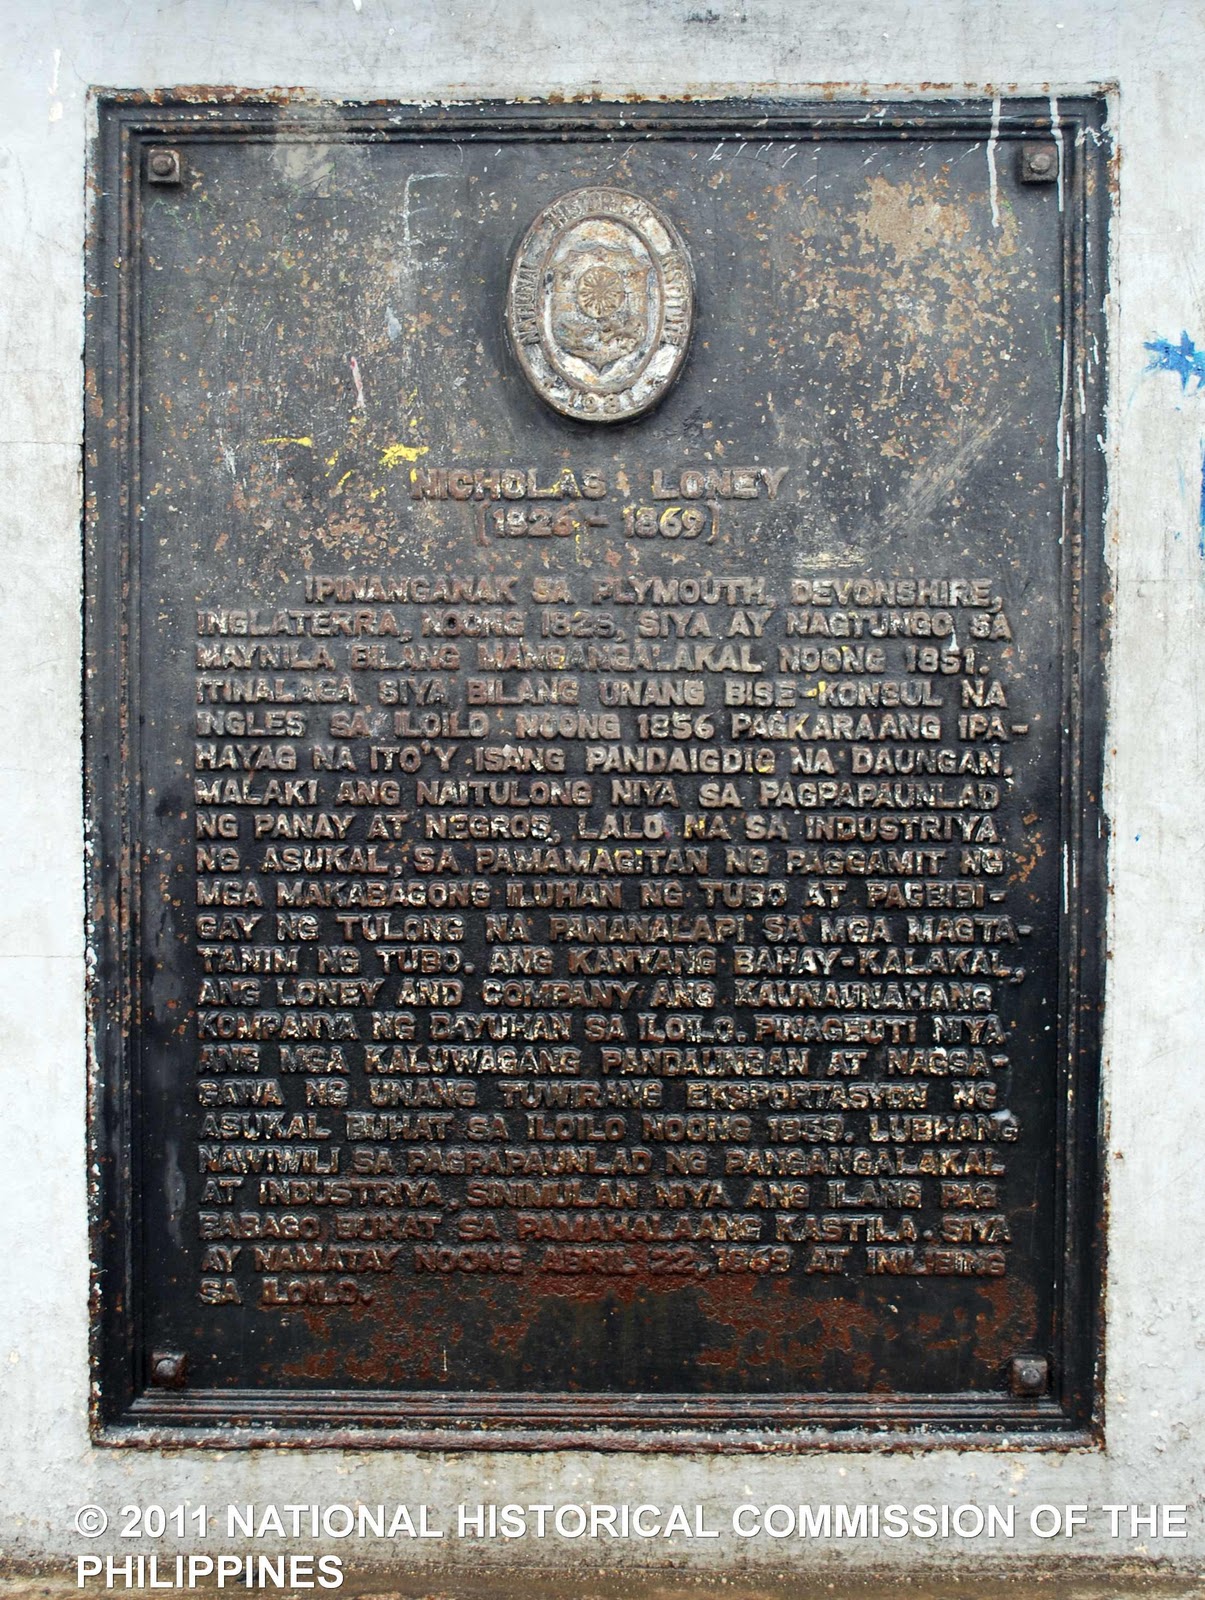 NATIONAL HISTORICAL INSTITUTE
1981
NICHOLAS LONEY
(1826 - 1869)
IPINANGANAK SA PLYMOUTH, DEVONSHIRE,
INGLATERRA, NOONG 1826, SIYA AY NAGTUNGO SA
MAYNILA BILANG MANGANGALAKAL NOONG 1851.
ITINALAGA SIYA BILANG UNANG BISE-KONSUL NA
INGLES SA ILOILO NOONG 1856 PAGKARAANG IPA-
HAYAG NA ITO'Y ISANG PANDAIGDIG NA DAUNGAN.
MALAKI ANG NAITULONG NIYA SA PAGPAPAUNLAD
NG PANAY AT NEGROS, LALO NA SA INDUSTRIYA
NG ASUKAL, SA PAMAMAGITAN NG PAGGAMIT NG
MGA MAKABAGONG ILUHAN NG TUBO AT PAGBIBI-
GAY NG TULONG NA PANANALAPI SA MGA MAGTA-
TANIM NG TUBO. ANG KANYANG BAHAY-KALAKAL,
ANG LONEY AND COMPANY ANG KAUNAUNAHANG
KOMPANYA NG DAYUHAN SA ILOILO. PINAGBUTI NIYA
ANG MGA KALUWAGANG PANDAUNGAN AT NAGSA-
GAWA NG UNANG TUWIRANG EKSPORTASYON NG
ASUKAL BUHAT SA ILOILO NOONG 1859. LUBHANG
NAWIWILI SA PAGPAPAUNLAD NG PANGANGALAKAL
AT INDUSTRIYA, SINIMULAN NIYA ANG ILANG PAG
BABAGO BUHAT SA PAMAHALAANG KASTILA. SIYA
AY NAMATAY NOONG ABRIL 22, 1869 AT INILIBING
SA ILOILO.
© 2011 NATIONAL HISTORICAL COMMISSION OF THE
PHILIPPINES